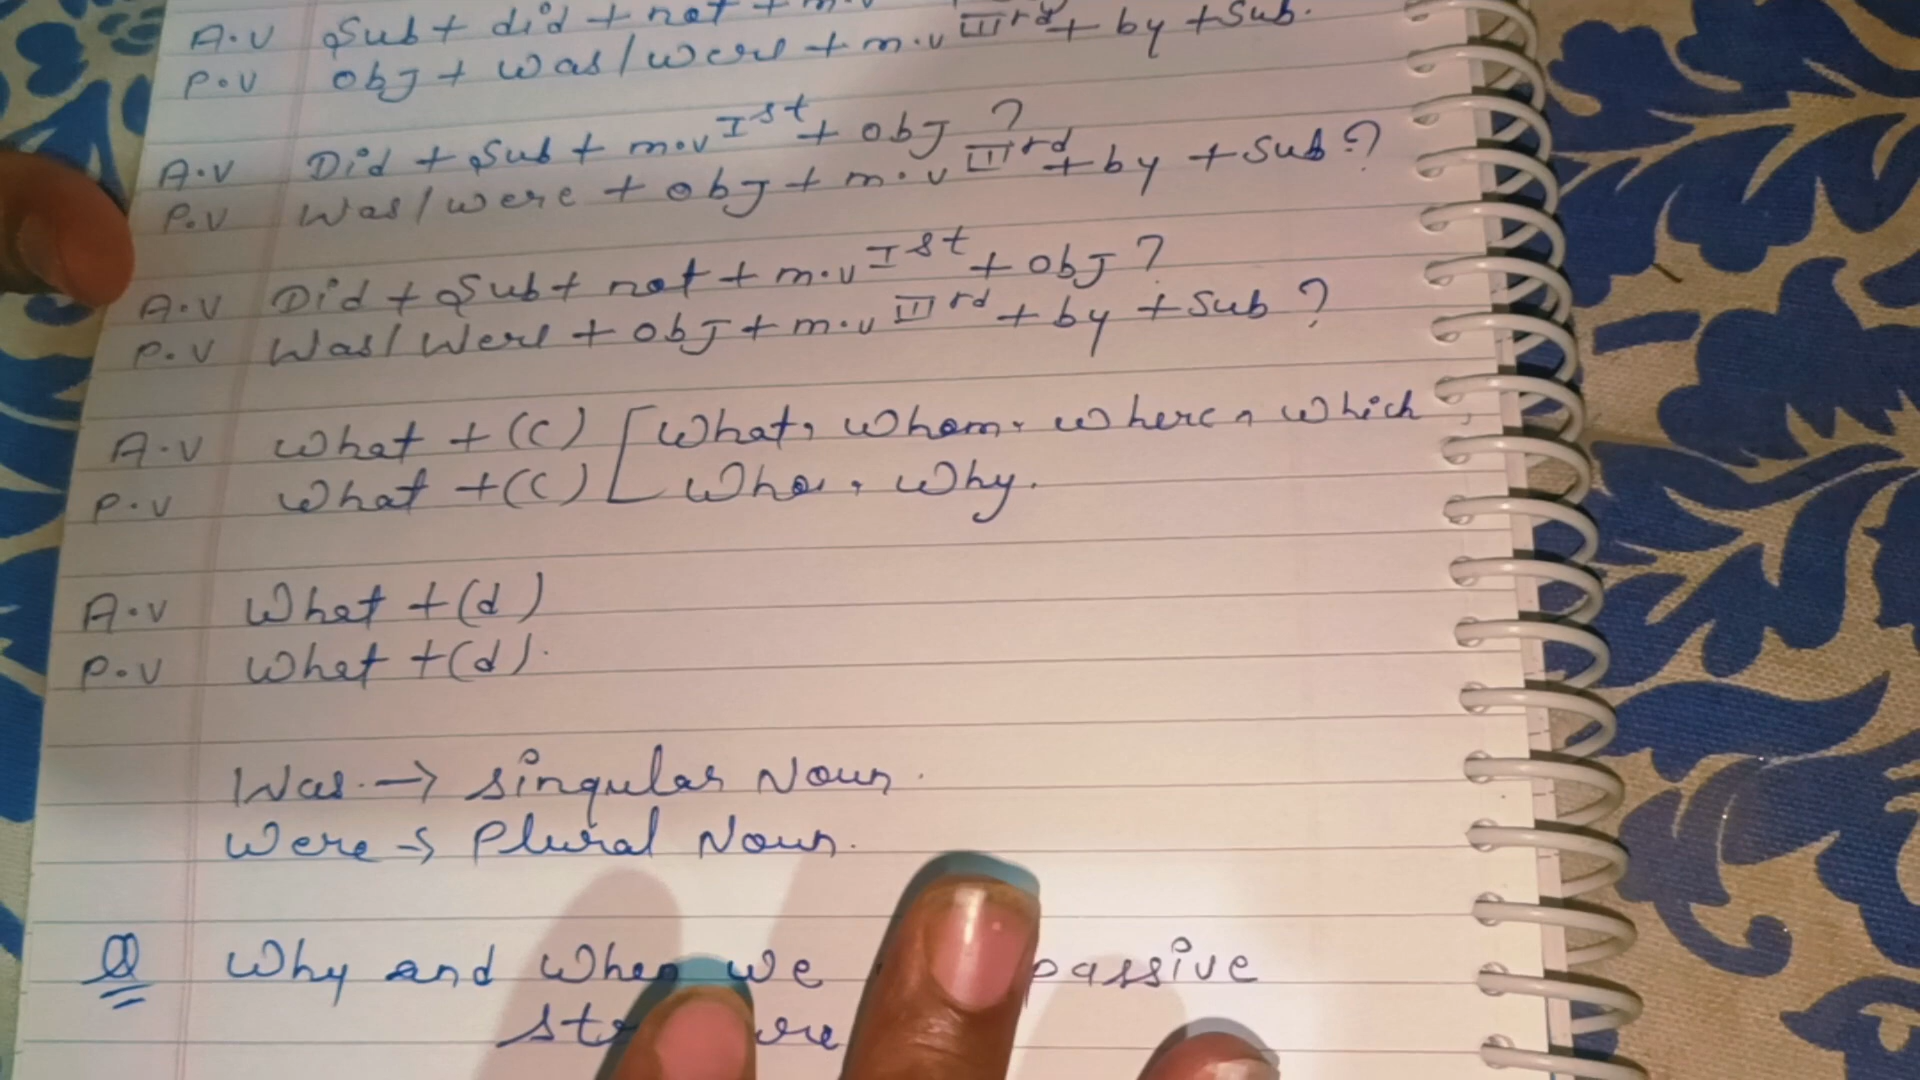 A.V Sub + did + not + m.v
P.V Obj + was/were + m.v IIIrd + by + Sub.
A.V Did + Sub + m.v Ist + Obj ?
P.V Was/were + obj + m.v IIIrd + by + Sub ?
A.V Did + Sub + not + m.v Ist + obj ?
P.V Was/Were + obj + m.v IIIrd + by + Sub ?
A.V What + (c) [ What, Whom, Where, Which,
P.V What + (c) Who, Why.
A.V What + (d)
P.V What + (d).
Was. → Singular Noun.
Were → Plural Noun.
Q Why and When we passive